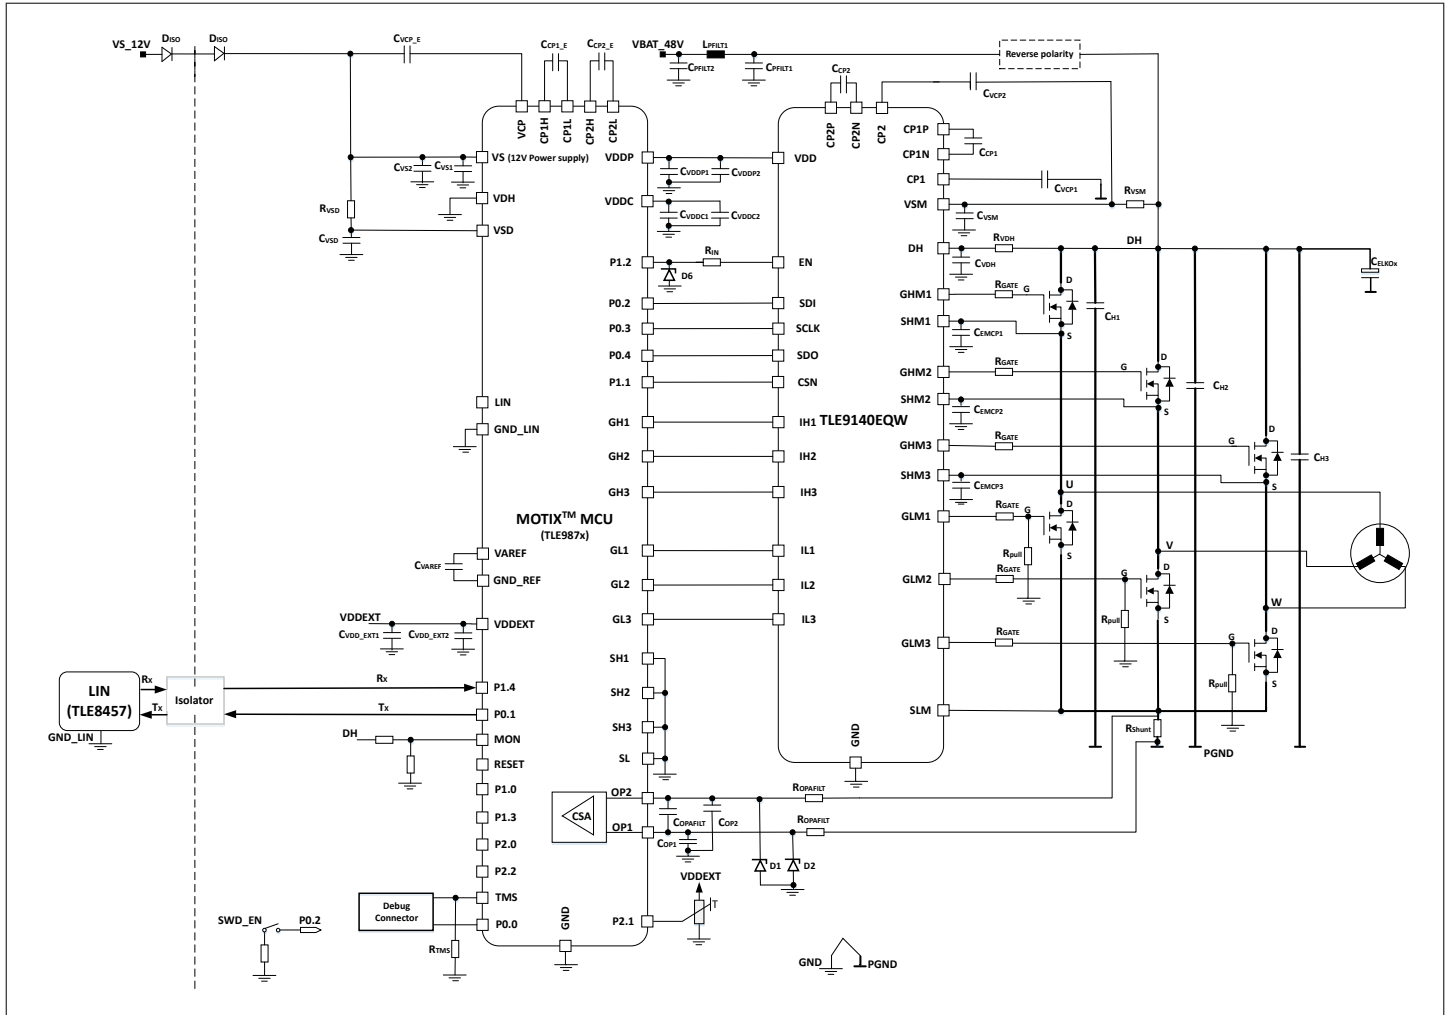 VS_12V
DISO
DISO
CVCP_E
CCP1_E
CCP2_E
VBAT_48V
LPFILT1
CPFILT2
CPFILT1
Reverse polarity
CCP2
CVCP2
VCP
CP1H
CP1L
CP2H
CP2L
CP2P
CP2N
CP2
CP1P
CP1N
CCP1
CP1
CVCP1
RVSM
VSM
CVSM
CVS2
CVS1
VS (12V Power supply)
VDDP
CVDDP1
CVDDP2
VDD
VDH
VDDC
CVDDC1
CVDDC2
RVSD
CVSD
VSD
DH
RVDH
DH
CVDH
CELKOx
P1.2
RIN
D6
EN
P0.2
SDI
P0.3
SCLK
P0.4
SDO
P1.1
CSN
GHM1
RGATE
G
D
S
CH1
SHM1
CEMCP1
GHM2
RGATE
G
D
S
CH2
SHM2
CEMCP2
LIN
GND_LIN
GH1
IH1
TLE9140EQW
GH2
IH2
GH3
IH3
GHM3
RGATE
G
D
S
CH3
SHM3
CEMCP3
U
MOTIX™ MCU
(TLE987x)
GLM1
RGATE
G
D
S
Rpull
V
VAREF
CVAREF
GND_REF
GL1
IL1
GL2
IL2
GL3
IL3
GLM2
RGATE
G
D
S
Rpull
W
VDDEXT
CVDD_EXT1
CVDD_EXT2
VDDEXT
GLM3
RGATE
G
D
S
Rpull
SH1
SH2
SH3
SL
LIN
(TLE8457)
GND_LIN
Rx
Tx
Isolator
Rx
Tx
P1.4
P0.1
DH
MON
RESET
P1.0
P1.3
P2.0
P2.2
TMS
P0.0
SLM
RShunt
PGND
GND
CSA
OP2
OP1
COPAFILT
COP2
COP1
ROPAFILT
ROPAFILT
D1
D2
VDDEXT
T
P2.1
Debug
Connector
RTMS
GND
SWD_EN
P0.2
GND
PGND